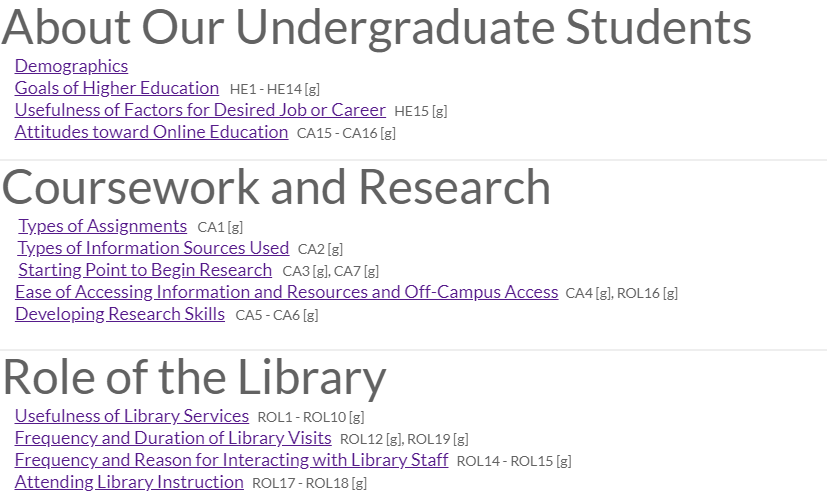 About Our Undergraduate Students
Demographics
Goals of Higher Education HE1 - HE14 [g]
Usefulness of Factors for Desired Job or Career HE15 [g]
Attitudes toward Online Education CA15 - CA16 [g]
Coursework and Research
Types of Assignments CA1 [g]
Types of Information Sources Used CA2 [g]
Starting Point to Begin Research CA3 [g], CA7 [g]
Ease of Accessing Information and Resources and Off-Campus Access CA4 [g], ROL16 [g]
Developing Research Skills CA5 - CA6 [g]
Role of the Library
Usefulness of Library Services ROL1 - ROL10 [g]
Frequency and Duration of Library Visits ROL12 [g], ROL19 [g]
Frequency and Reason for Interacting with Library Staff ROL14 - ROL15 [g]
Attending Library Instruction ROL17 - ROL18 [g]